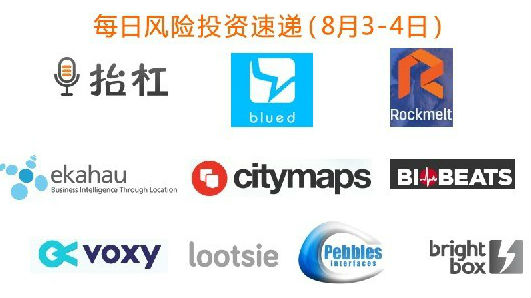 每日风险投资速递(8月3-4日)
抬杠
blued
Rockmelt
ekahau
Business Intelligence Through Location
citymaps
BIOBEATS
voxy
lootsie
Pebbles
interfaces
bright
box